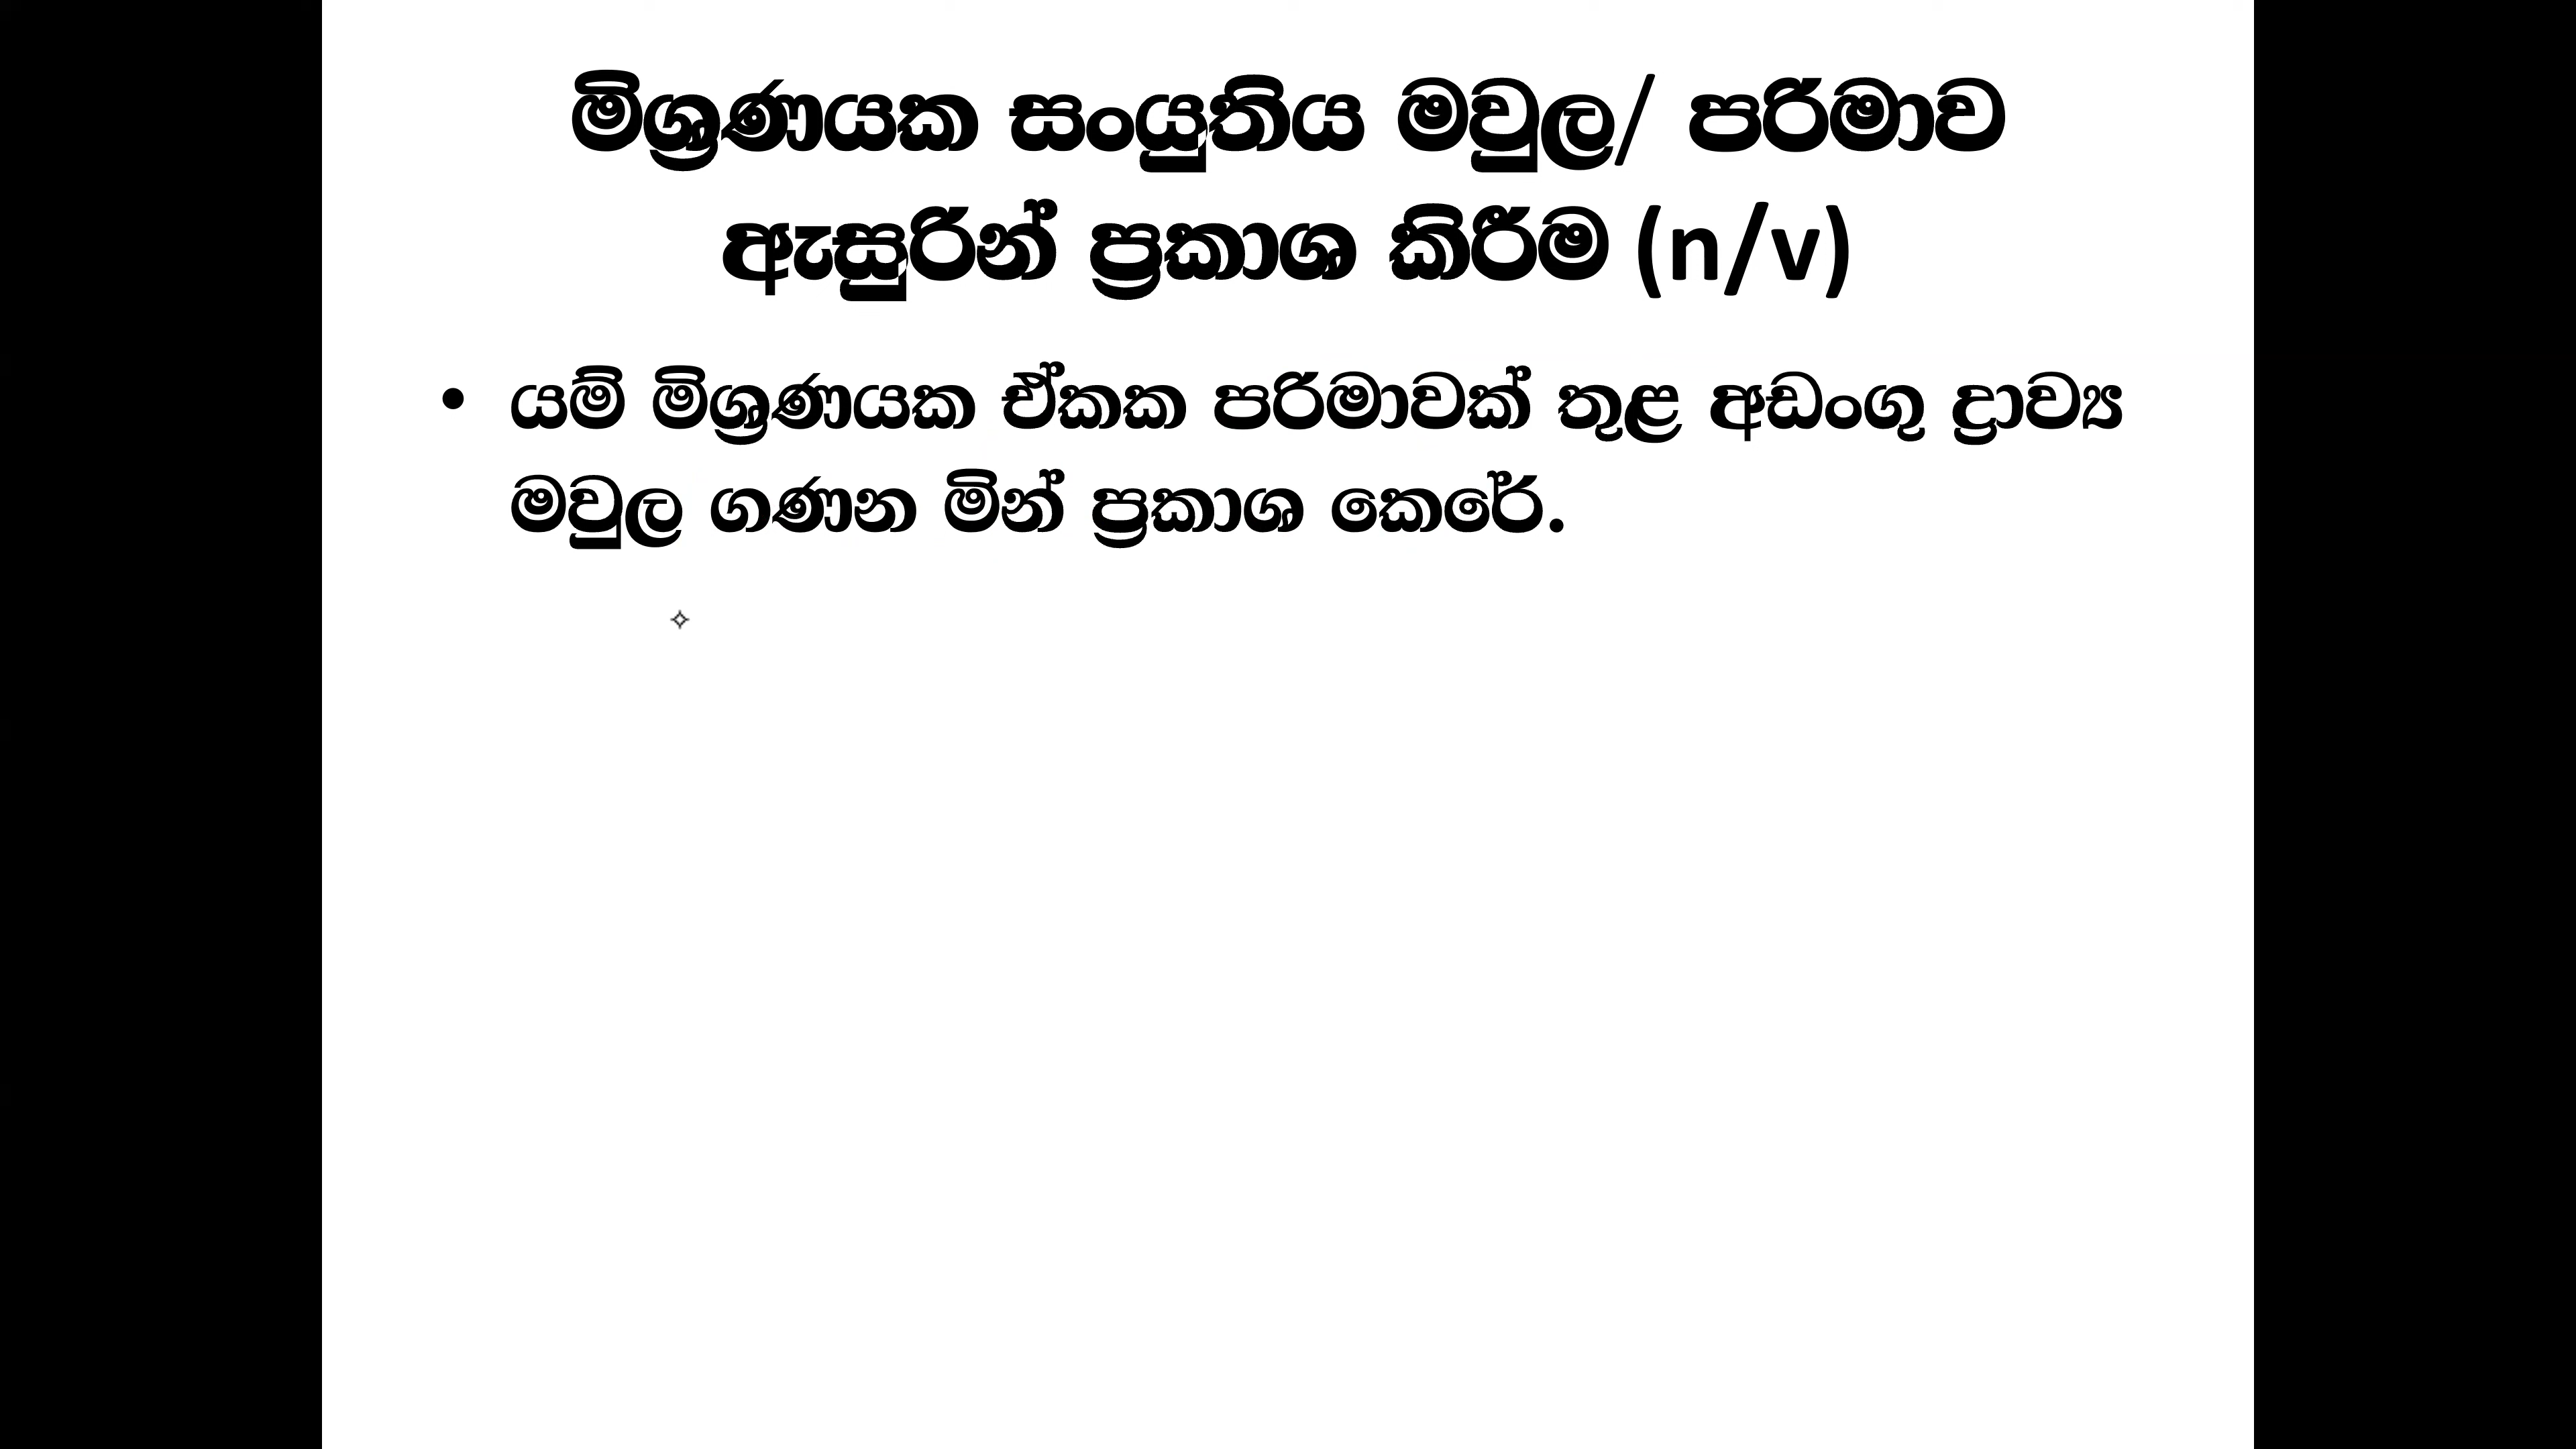 මිශ්‍රණයක සංයුතිය මවුල/ පරිමාව
ඇසුරින් ප්‍රකාශ කිරීම (n/v)
• යම් මිශ්‍රණයක ඒකක පරිමාවක් තුළ අඩංගු ද්‍රාව්‍ය
මවුල ගණන මින් ප්‍රකාශ කෙරේ.